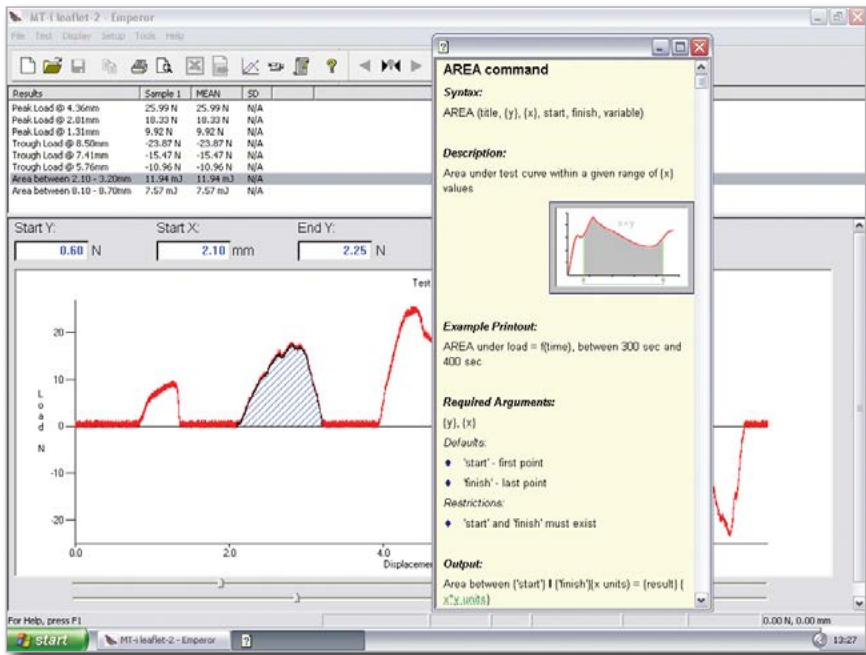 MT-i leaflet-2 - Emperor
File Test Display Setup Tools Help
Results Sample 1 MEAN SD
Peak Load @ 4.36mm 25.99 N 25.99 N N/A
Peak Load @ 2.81mm 18.33 N 18.33 N N/A
Peak Load @ 1.31mm 9.92 N 9.92 N N/A
Trough Load @ 8.50mm -23.87 N -23.87 N N/A
Trough Load @ 7.41mm -15.47 N -15.47 N N/A
Trough Load @ 5.76mm -10.96 N -10.96 N N/A
Area between 2.10 - 3.20mm 11.94 mJ 11.94 mJ N/A
Area between 8.10 - 8.70mm 7.57 mJ 7.57 mJ N/A
Start Y: Start X: End Y:
0.60 N 2.10 mm 2.25 N
Test
20
10
0
-10
-20
Load N
0.0 2.0 4.0
Displaceme
AREA command
Syntax:
AREA (title, {y}, {x}, start, finish, variable)
Description:
Area under test curve within a given range of {x}
values
x*y
Example Printout:
AREA under load = f(time), between 300 sec and
400 sec
Required Arguments:
{y}, {x}
Defaults:
'start' - first point
'finish' - last point
Restrictions:
'start' and 'finish' must exist
Output:
Area between {'start'} | {'finish'}{x units} = {result} {
x*y units}
For Help, press F1
0.00 N, 0.00 mm
start MT-i leaflet-2 - Emperor 13:27